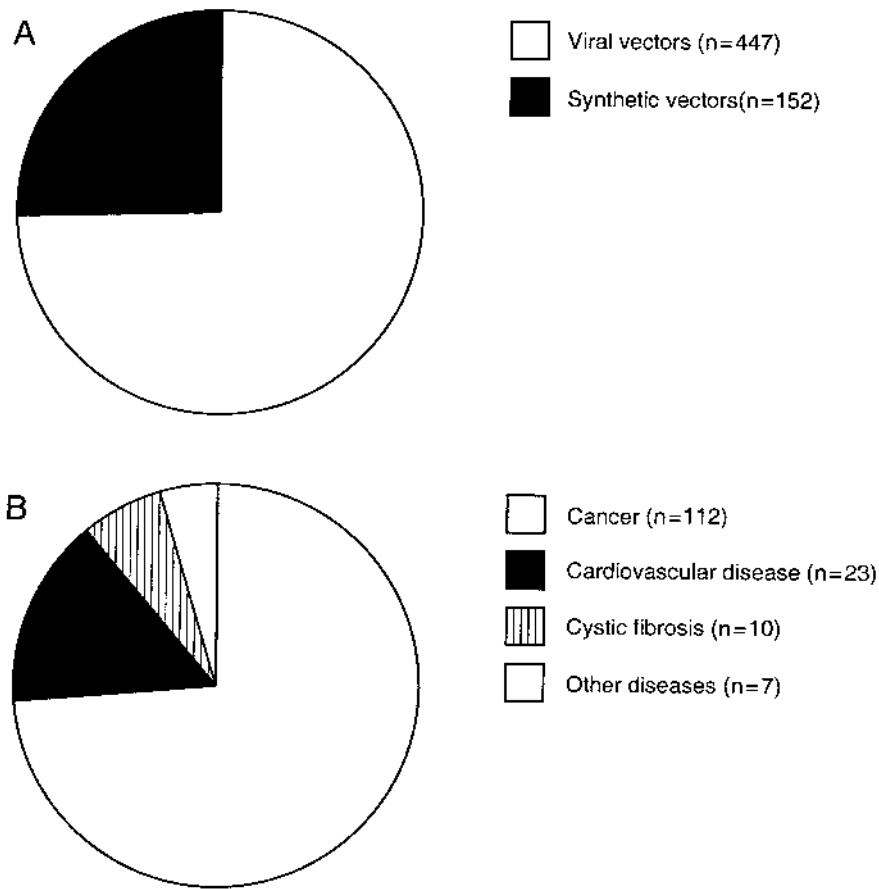 A
Viral vectors (n=447)
Synthetic vectors(n=152)
B
Cancer (n=112)
Cardiovascular disease (n=23)
Cystic fibrosis (n=10)
Other diseases (n=7)